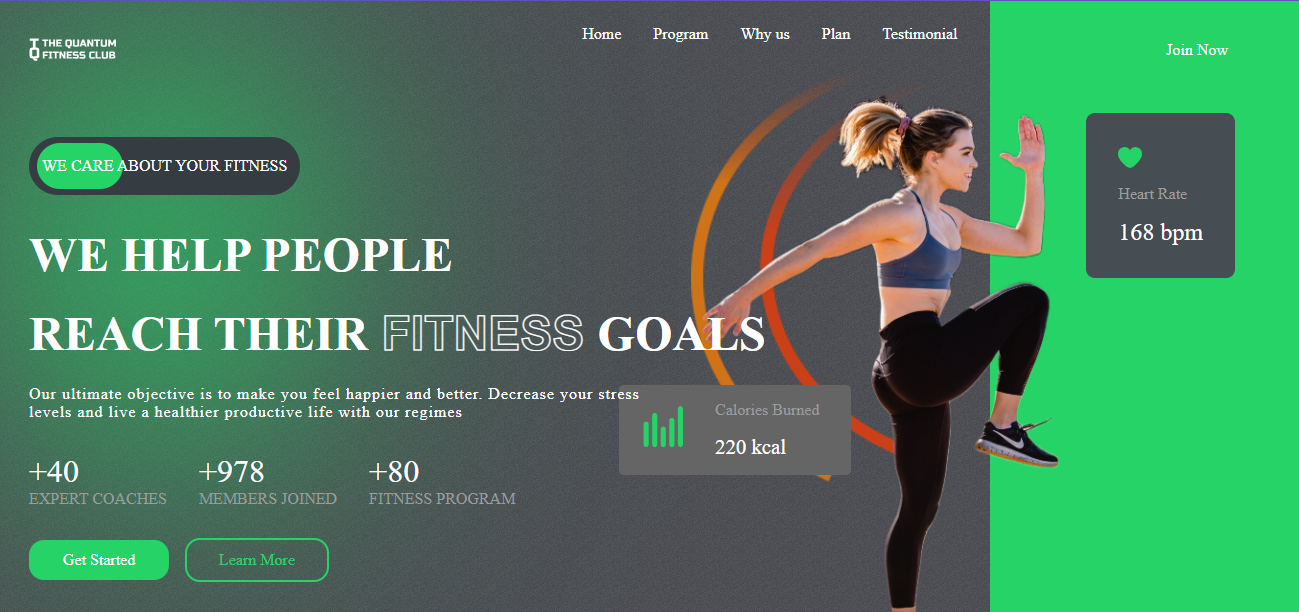 THE QUANTUM
FITNESS CLUB
Home Program Why us Plan Testimonial
Join Now
WE CARE ABOUT YOUR FITNESS
WE HELP PEOPLE
REACH THEIR FITNESS GOALS
Our ultimate objective is to make you feel happier and better. Decrease your stress
levels and live a healthier productive life with our regimes
+40 +978 +80
EXPERT COACHES MEMBERS JOINED FITNESS PROGRAM
Get Started Learn More
Calories Burned
220 kcal
Heart Rate
168 bpm